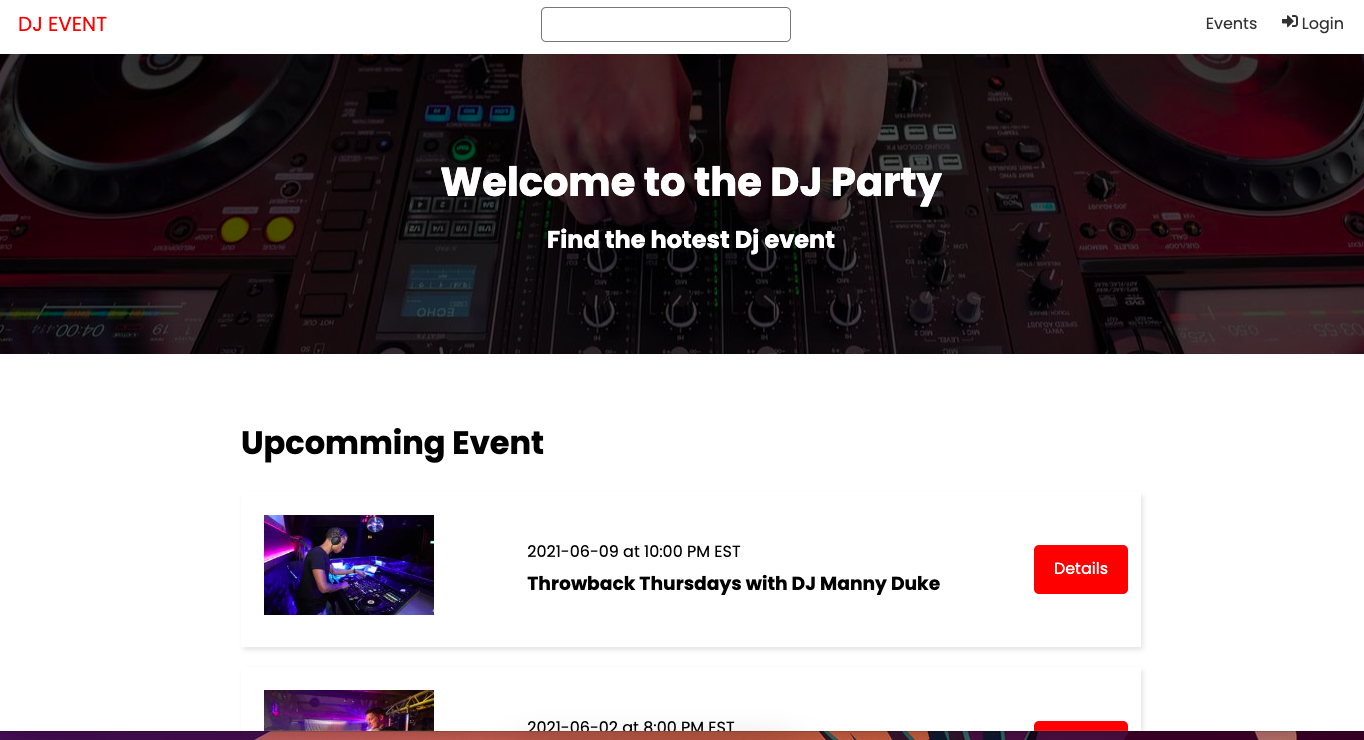 DJ EVENT
Events
Login
Welcome to the DJ Party
Find the hotest Dj event
ECHO
Upcomming Event
2021-06-09 at 10:00 PM EST
Details
Throwback Thursdays with DJ Manny Duke
2021-06-02 at 8:00 PM EST